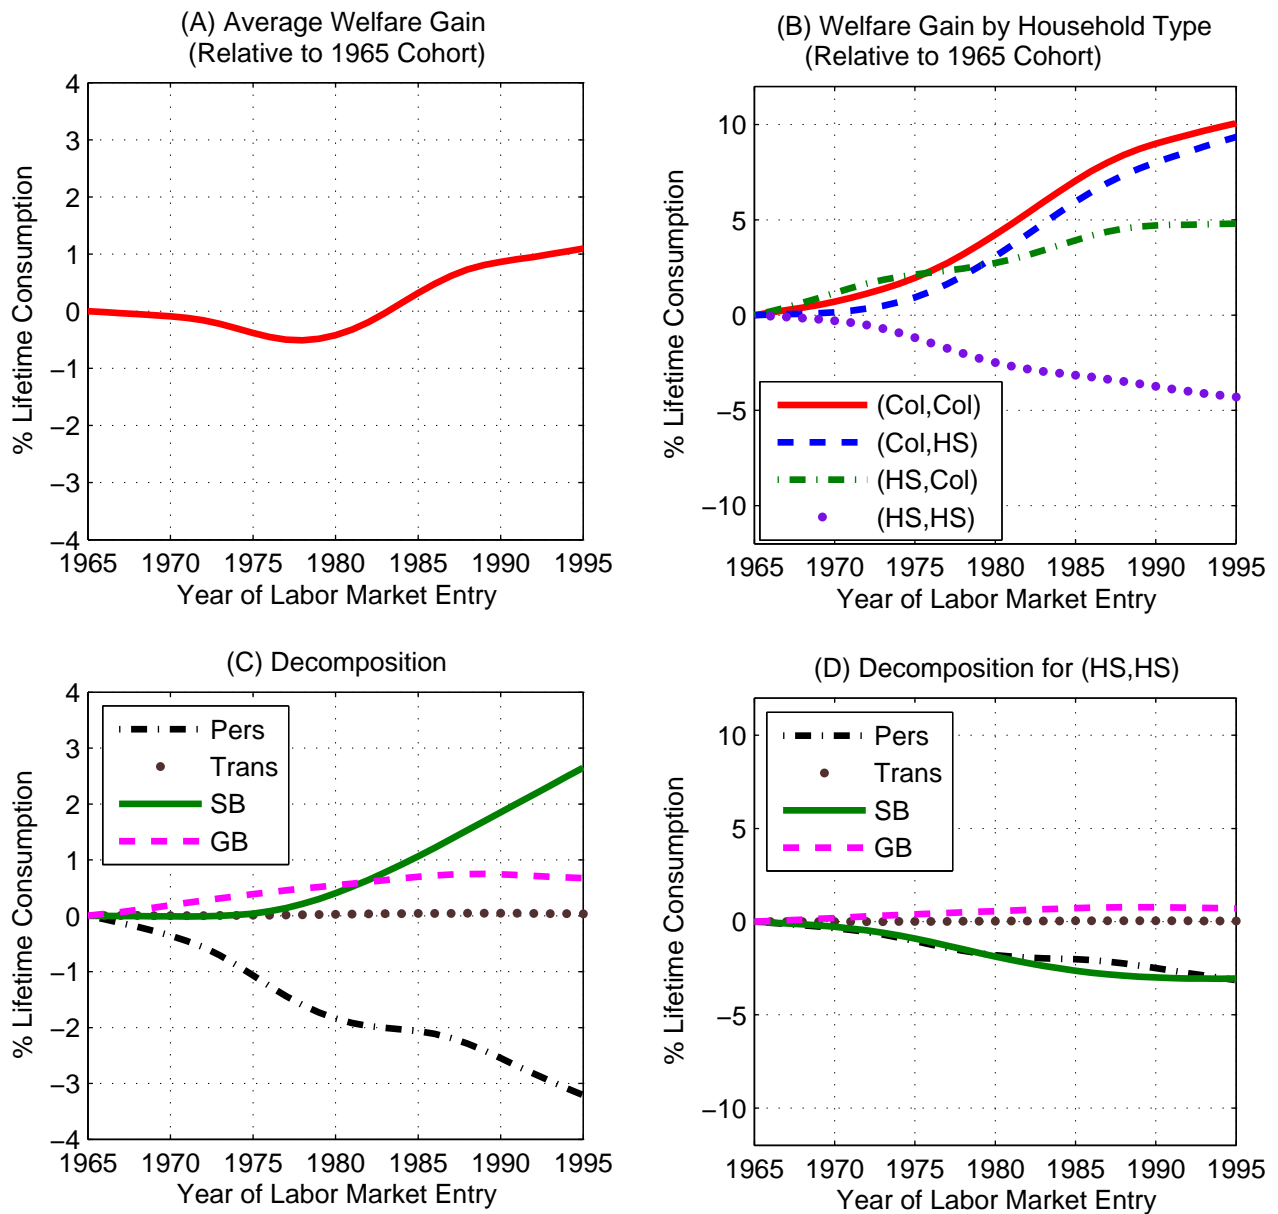 (A) Average Welfare Gain
(Relative to 1965 Cohort)
% Lifetime Consumption
4
3
2
1
0
−1
−2
−3
−4
1965 1970 1975 1980 1985 1990 1995
Year of Labor Market Entry
(B) Welfare Gain by Household Type
(Relative to 1965 Cohort)
% Lifetime Consumption
10
5
0
−5
−10
(Col,Col)
(Col,HS)
(HS,Col)
(HS,HS)
1965 1970 1975 1980 1985 1990 1995
Year of Labor Market Entry
(C) Decomposition
% Lifetime Consumption
4
3
2
1
0
−1
−2
−3
−4
Pers
Trans
SB
GB
1965 1970 1975 1980 1985 1990 1995
Year of Labor Market Entry
(D) Decomposition for (HS,HS)
% Lifetime Consumption
10
5
0
−5
−10
Pers
Trans
SB
GB
1965 1970 1975 1980 1985 1990 1995
Year of Labor Market Entry